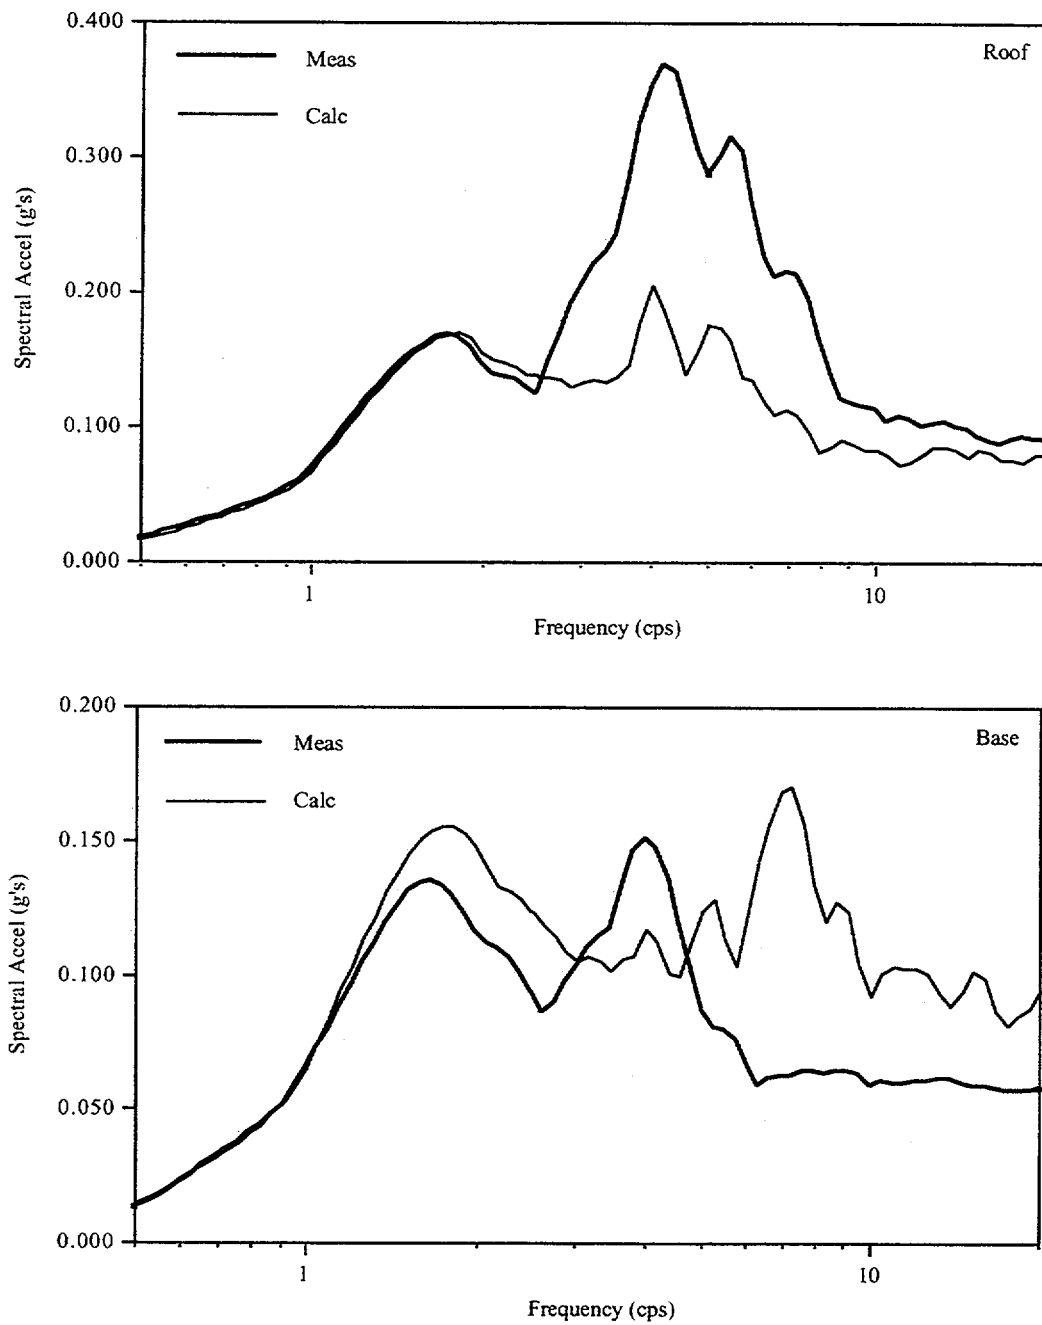 0.400
Meas
Roof
Calc
0.300
Spectral Accel (g's)
0.200
0.100
0.000
1
10
Frequency (cps)
0.200
Meas
Base
Calc
0.150
Spectral Accel (g's)
0.100
0.050
0.000
1
10
Frequency (cps)